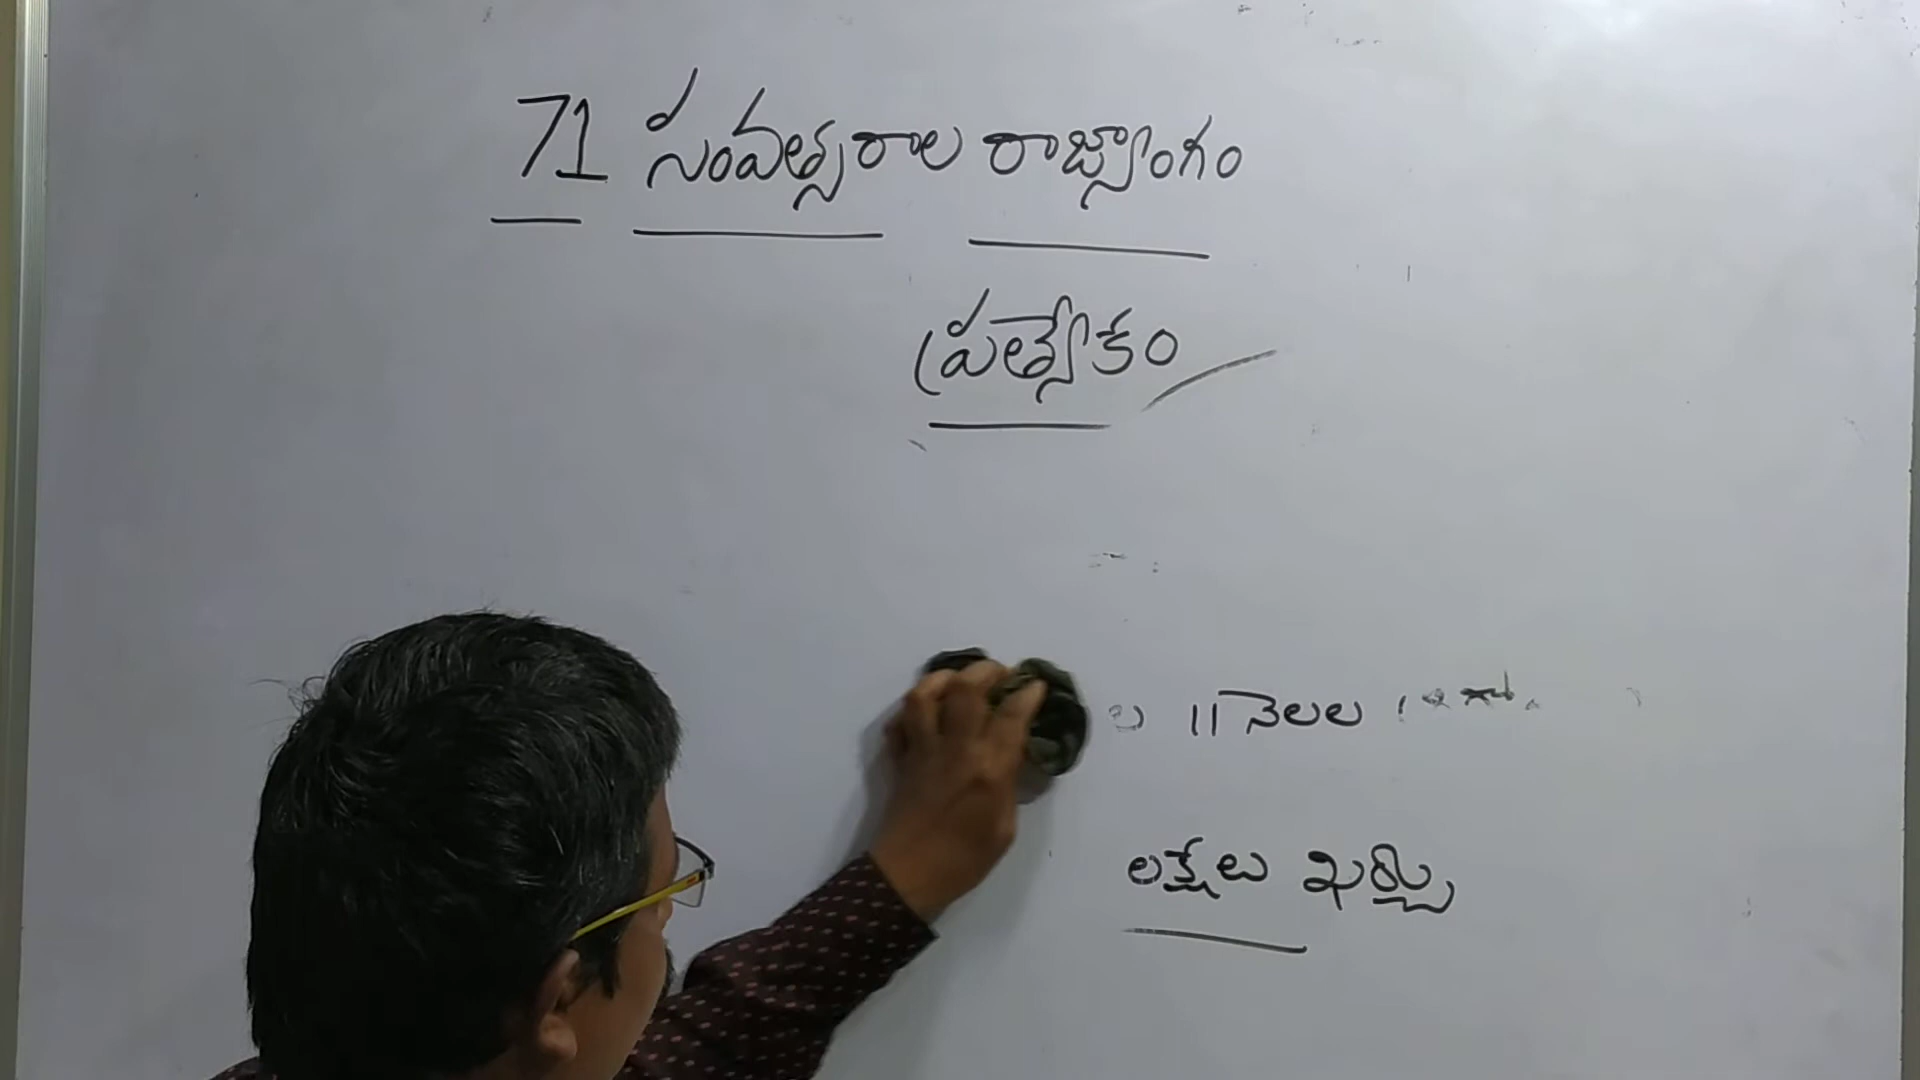 71 సంవత్సరాల రాజ్యాంగం
ప్రత్యేకం
ల 11 నెలల
లక్షలు ఖర్చు